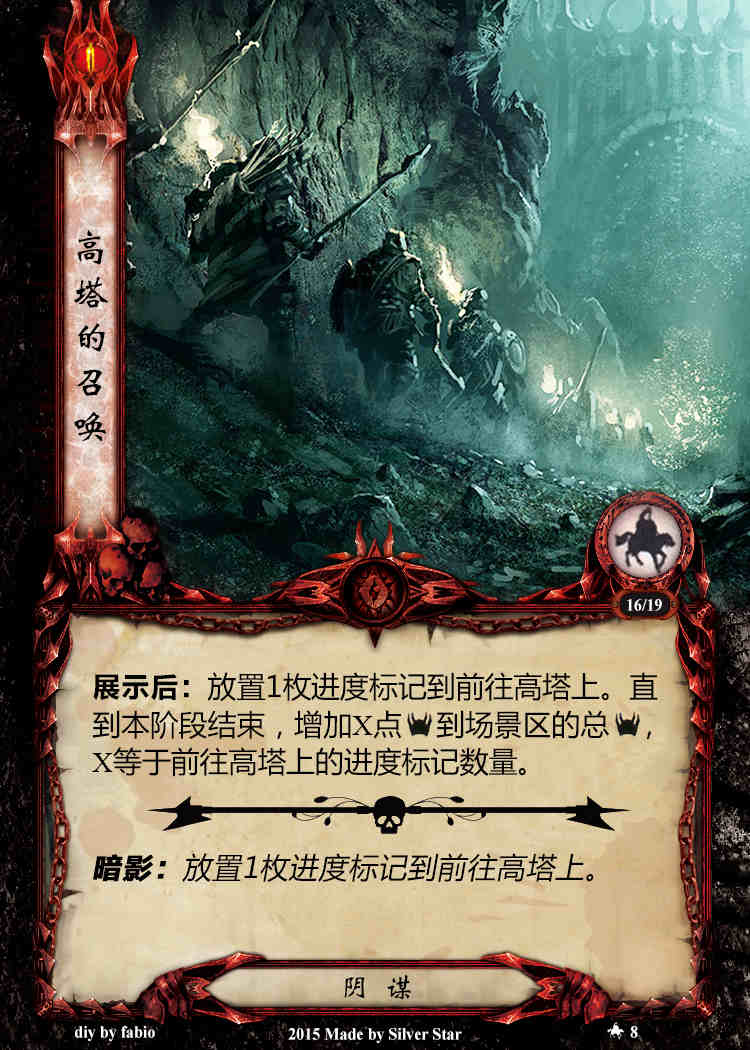 高塔的召唤
16/19
展示后：放置1枚进度标记到前往高塔上。直
到本阶段结束，增加X点到场景区的总，
X等于前往高塔上的进度标记数量。
暗影：放置1枚进度标记到前往高塔上。
阴谋
diy by fabio
2015 Made by Silver Star
8